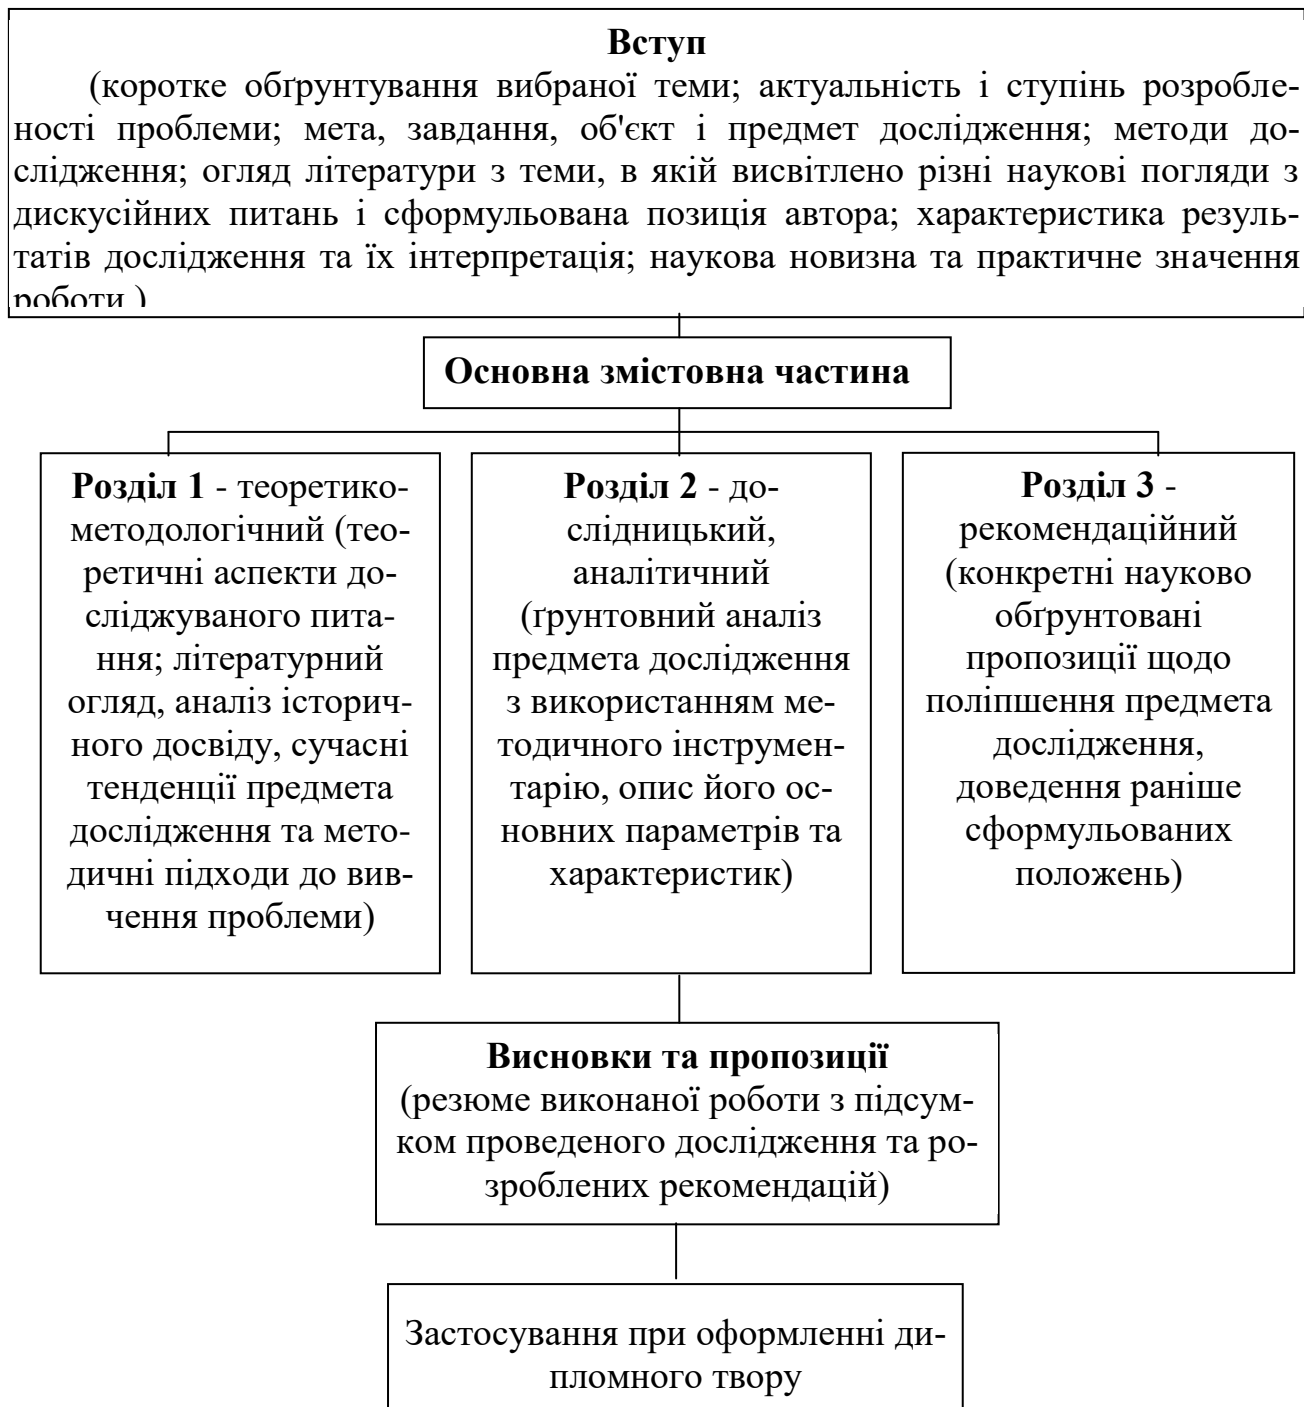 Вступ
(коротке обґрунтування вибраної теми; актуальність і ступінь розробле-
ності проблеми; мета, завдання, об'єкт і предмет дослідження; методи до-
слідження; огляд літератури з теми, в якій висвітлено різні наукові погляди з
дискусійних питань і сформульована позиція автора; характеристика резуль-
татів дослідження та їх інтерпретація; наукова новизна та практичне значення
роботи.)
Основна змістовна частина
Розділ 1 - теоретико-
методологічний (тео-
ретичні аспекти до-
сліджуваного пита-
ння; літературний
огляд, аналіз історич-
ного досвіду, сучасні
тенденції предмета
дослідження та мето-
дичні підходи до вив-
чення проблеми)
Розділ 2 - до-
слідницький,
аналітичний
(ґрунтовний аналіз
предмета дослідження
з використанням ме-
тодичного інструмен-
тарію, опис його ос-
новних параметрів та
характеристик)
Розділ 3 -
рекомендаційний
(конкретні науково
обґрунтовані
пропозиції щодо
поліпшення предмета
дослідження,
доведення раніше
сформульованих
положень)
Висновки та пропозиції
(резюме виконаної роботи з підсум-
ком проведеного дослідження та ро-
зроблених рекомендацій)
Застосування при оформленні ди-
пломного твору